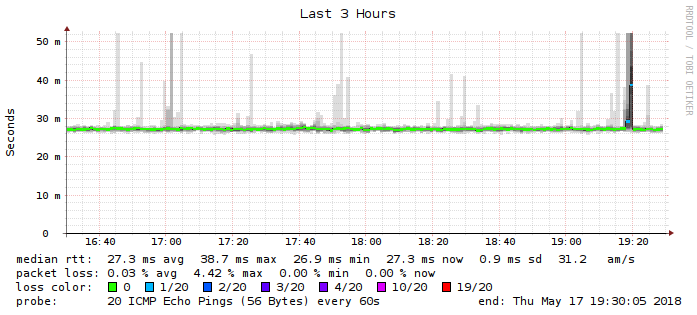 Last 3 Hours
RRDTOOL / TOBI OETIKER
Seconds
50 m
40 m
30 m
20 m
10 m
0
16:40 17:00 17:20 17:40 18:00 18:20 18:40 19:00 19:20
median rtt: 27.3 ms avg 38.7 ms max 26.9 ms min 27.3 ms now 0.9 ms sd 31.2 am/s
packet loss: 0.03 % avg 4.42 % max 0.00 % min 0.00 % now
loss color: 0 1/20 2/20 3/20 4/20 10/20 19/20
probe: 20 ICMP Echo Pings (56 Bytes) every 60s end: Thu May 17 19:30:05 2018